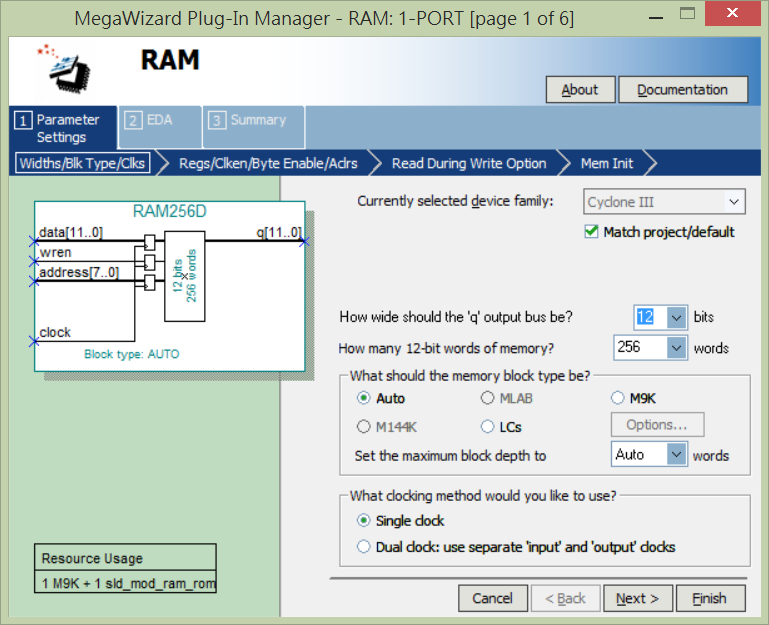 MegaWizard Plug-In Manager - RAM: 1-PORT [page 1 of 6]
RAM
About
Documentation
1 Parameter Settings
2 EDA
3 Summary
Widths/Blk Type/Clks
Regs/Clken/Byte Enable/Aclrs
Read During Write Option
Mem Init
RAM256D
data[11..0]
q[11..0]
wren
address[7..0]
12 bits
256 words
clock
Block type: AUTO
Currently selected device family:
Cyclone III
Match project/default
How wide should the 'q' output bus be?
12
bits
How many 12-bit words of memory?
256
words
What should the memory block type be?
Auto
MLAB
M9K
M144K
LCs
Options...
Set the maximum block depth to
Auto
words
What clocking method would you like to use?
Single clock
Dual clock: use separate 'input' and 'output' clocks
Resource Usage
1 M9K + 1 sld_mod_ram_rom
Cancel
< Back
Next >
Finish